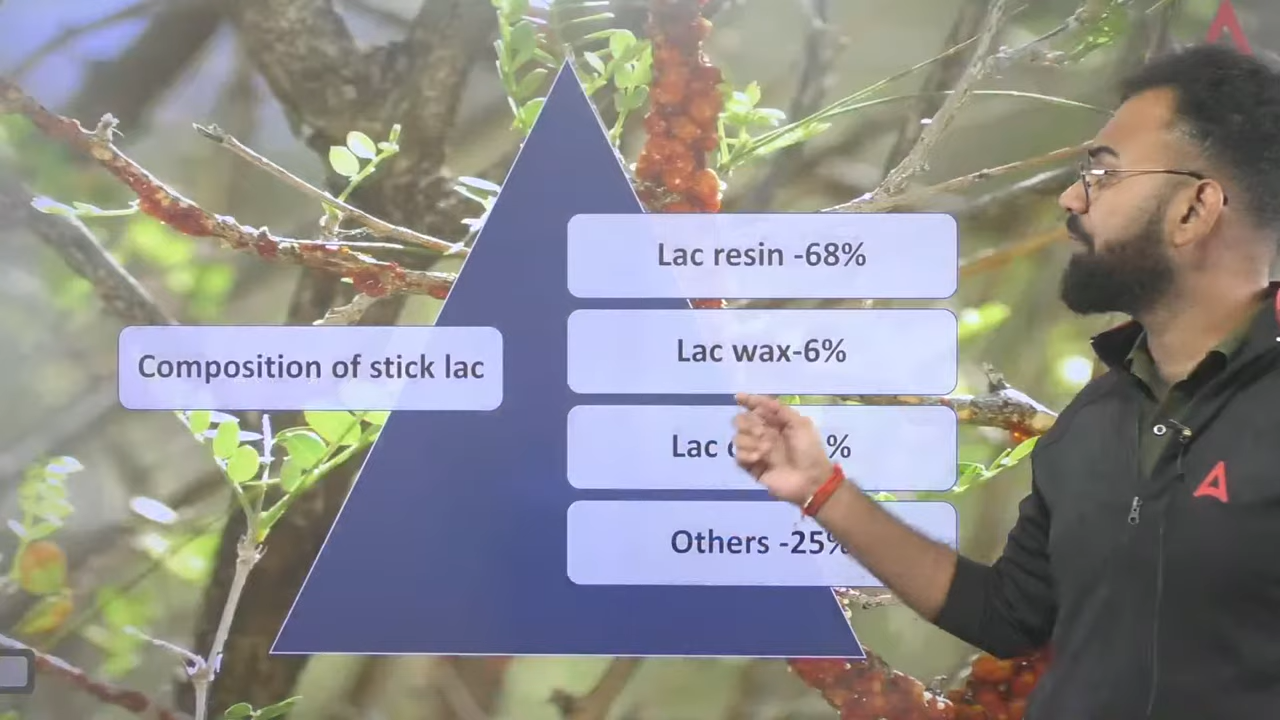 Composition of stick lac
Lac resin -68%
Lac wax-6%
Lac %
Others -25%